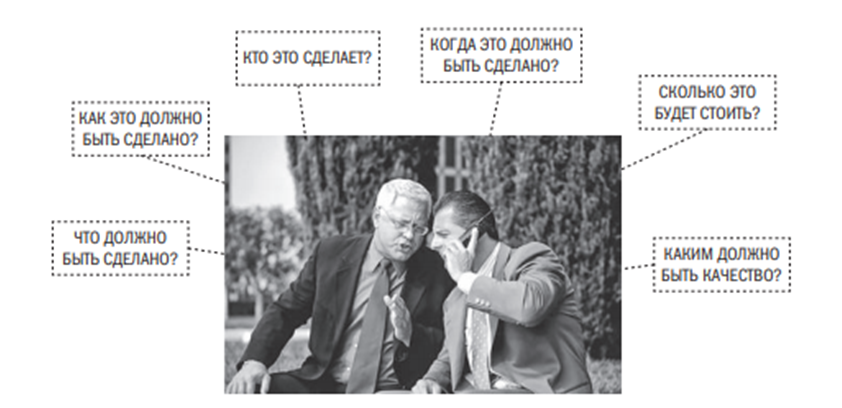 КТО ЭТО СДЕЛАЕТ?
КОГДА ЭТО ДОЛЖНО
БЫТЬ СДЕЛАНО?
СКОЛЬКО ЭТО
БУДЕТ СТОИТЬ?
КАК ЭТО ДОЛЖНО
БЫТЬ СДЕЛАНО?
ЧТО ДОЛЖНО
БЫТЬ СДЕЛАНО?
КАКИМ ДОЛЖНО
БЫТЬ КАЧЕСТВО?